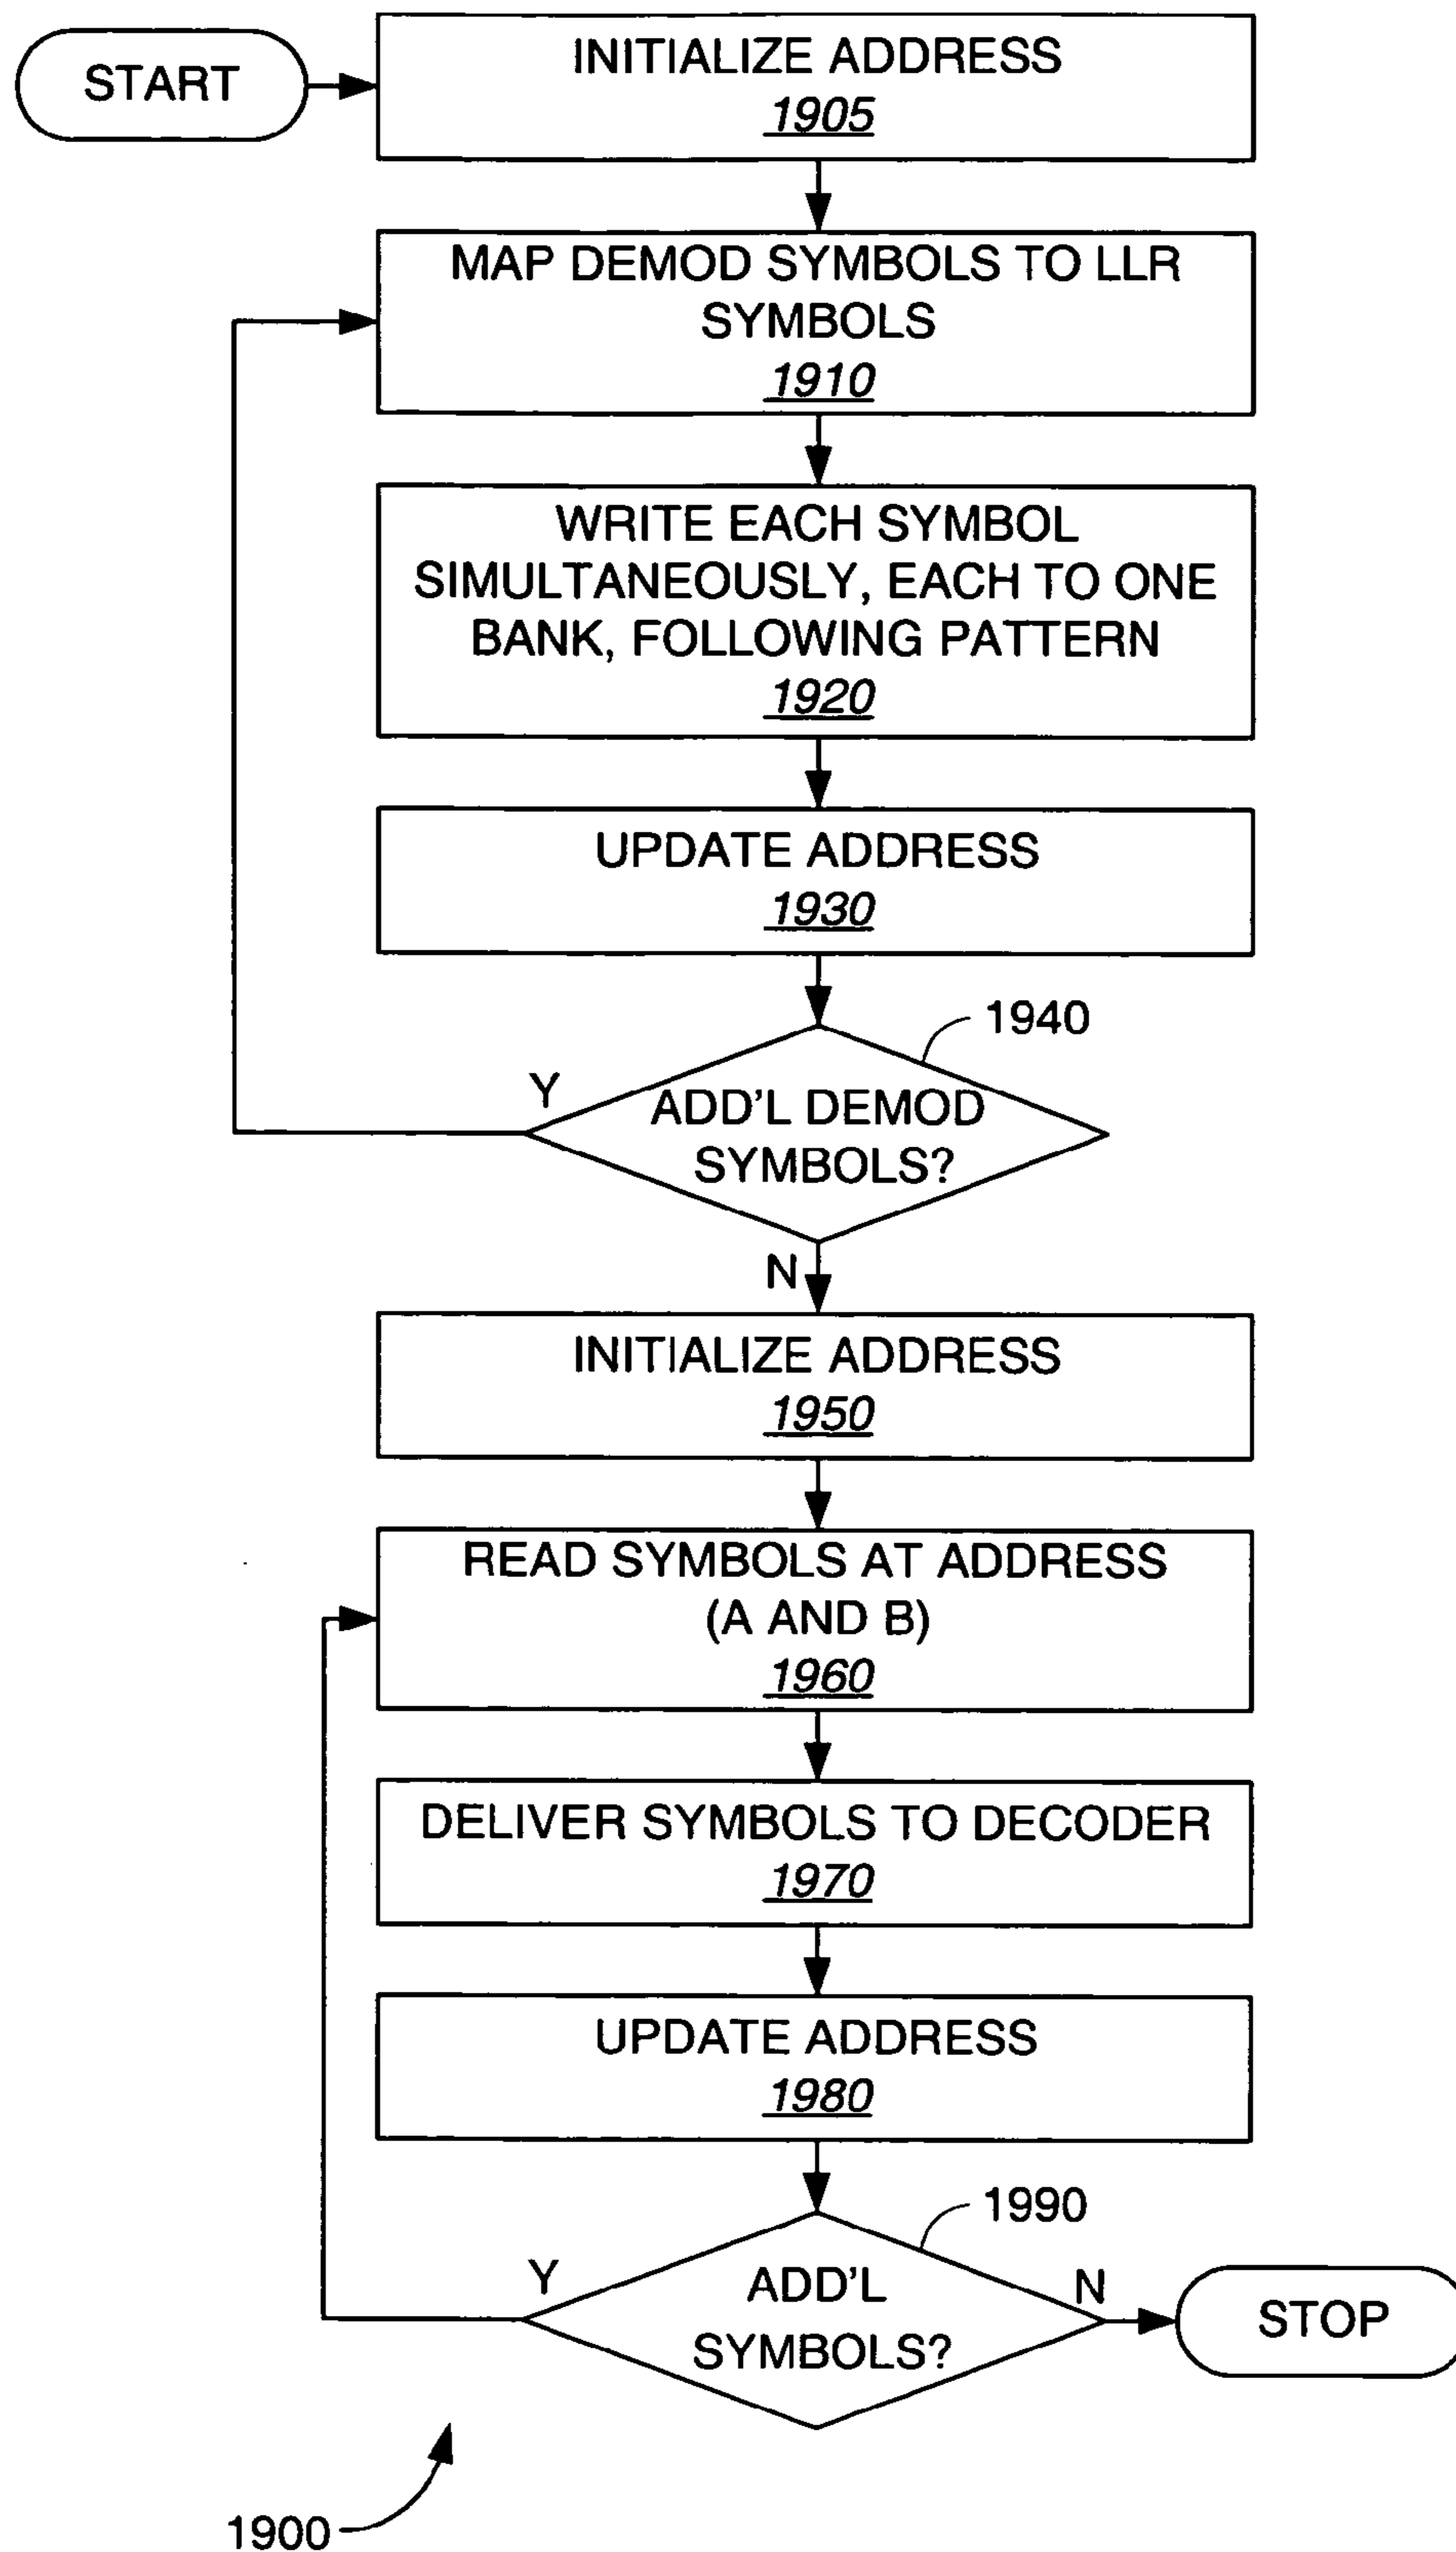 START
INITIALIZE ADDRESS
1905
MAP DEMOD SYMBOLS TO LLR
SYMBOLS
1910
WRITE EACH SYMBOL
SIMULTANEOUSLY, EACH TO ONE
BANK, FOLLOWING PATTERN
1920
UPDATE ADDRESS
1930
1940
Y
ADD'L DEMOD
SYMBOLS?
N
INITIALIZE ADDRESS
1950
READ SYMBOLS AT ADDRESS
(A AND B)
1960
DELIVER SYMBOLS TO DECODER
1970
UPDATE ADDRESS
1980
1990
Y
ADD'L
SYMBOLS?
N
STOP
1900